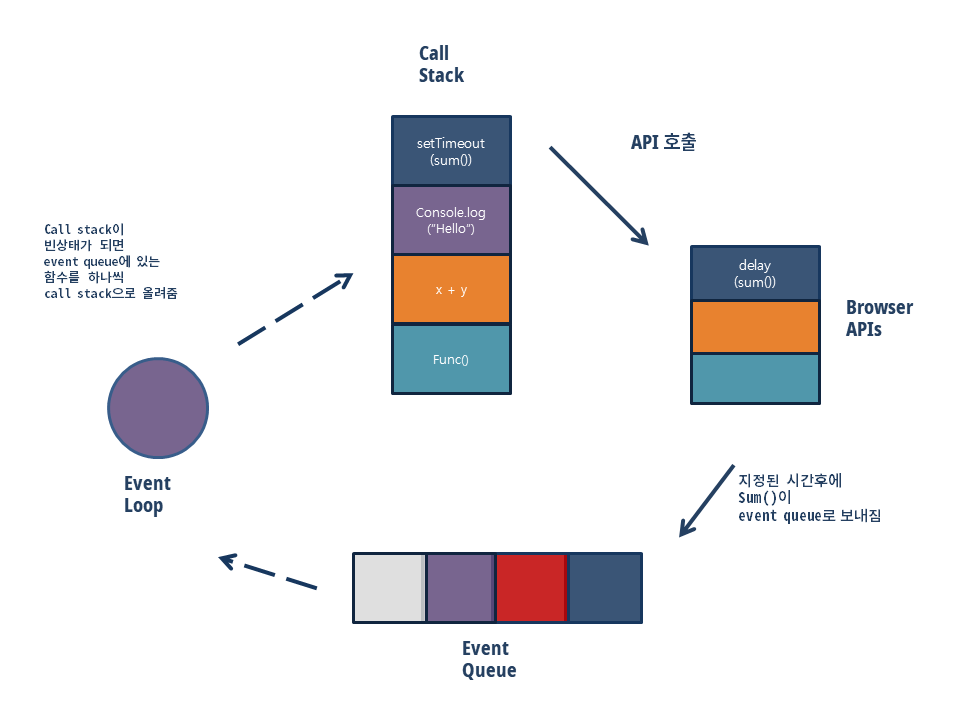 Call
Stack
setTimeout
(sum())
API 호출
Console.log
("Hello")
Call stack이
빈상태가 되면
event queue에 있는
함수를 하나씩
call stack으로 올려줌
delay
(sum())
x + y
Browser
APIs
Func()
Event
Loop
지정된 시간후에
Sum()이
event queue로 보내짐
Event
Queue